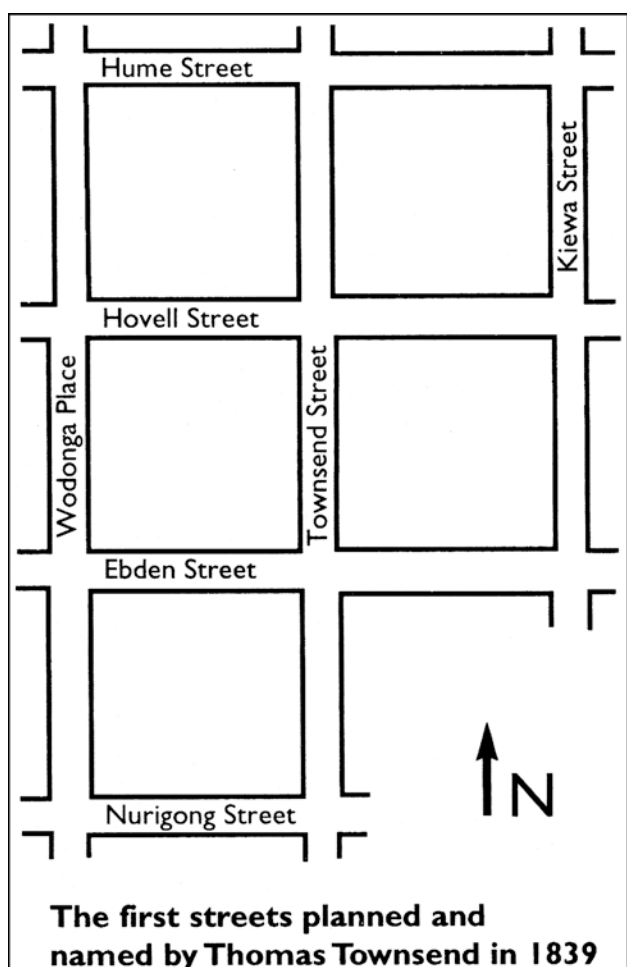 Hume Street
Kiewa Street
Hovell Street
Wodonga Place
Townsend Street
Ebden Street
N
Nurigong Street
The first streets planned and
named by Thomas Townsend in 1839